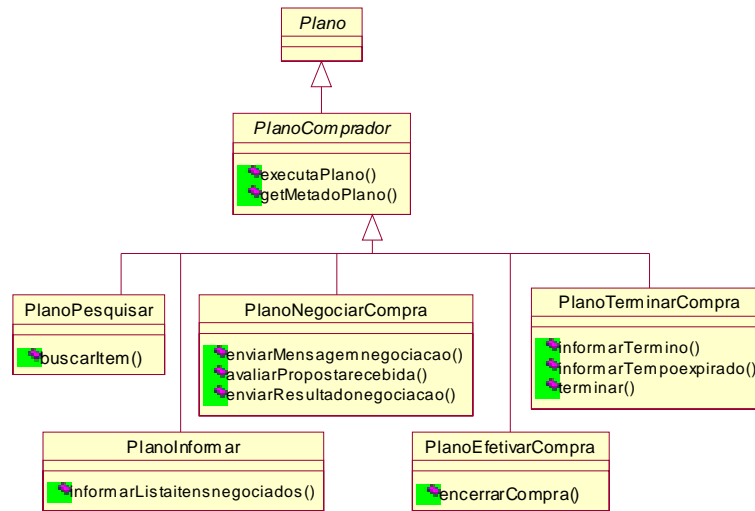 Plano
PlanoComprador
executaPlano()
getMetadoPlano()
PlanoPesquisar
buscarItem()
PlanoNegociarCompra
enviarMensagemnegociacao()
avaliarPropostarecebida()
enviarResultadonegociacao()
PlanoTerminarCompra
informarTermino()
informarTempoexpirado()
terminar()
PlanoInformar
informarListaitensnegociados()
PlanoEfetivarCompra
encerrarCompra()